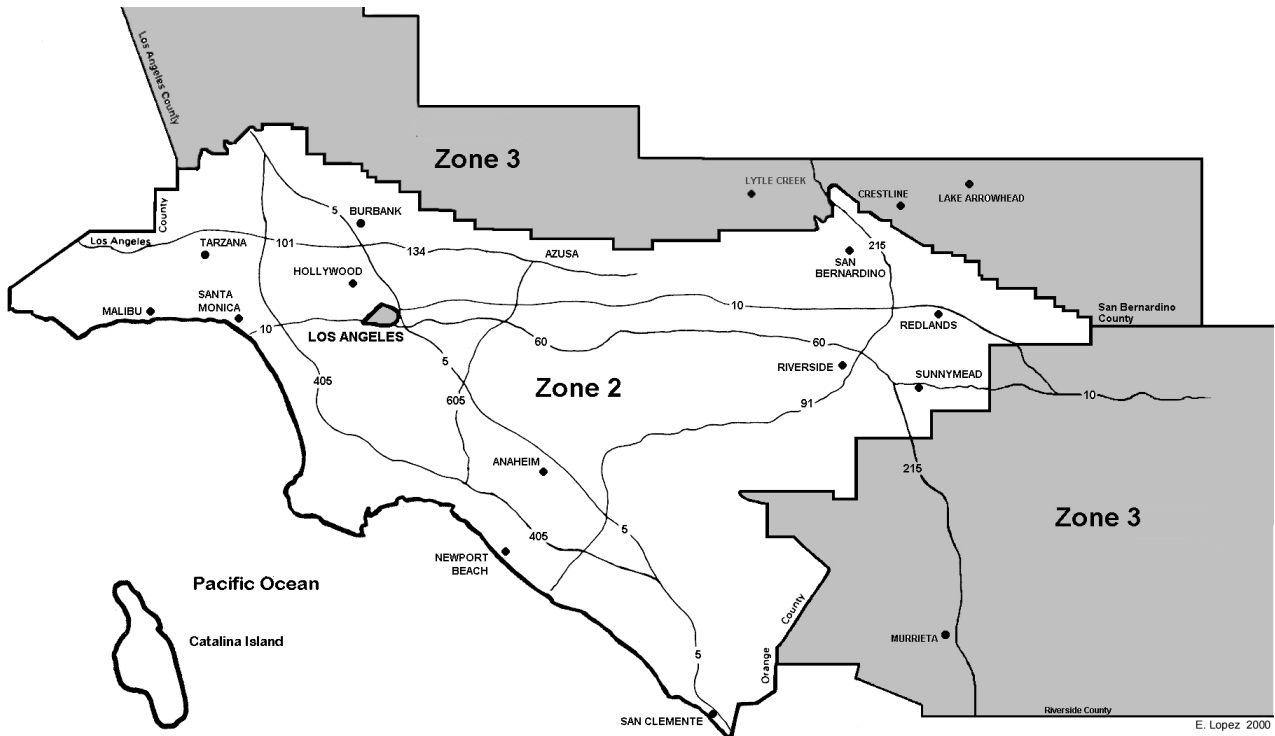 Los Angeles County
Zone 3
LYTLE CREEK
CRESTLINE
LAKE ARROWHEAD
County
5
BURBANK
Los Angeles
TARZANA
101
134
AZUSA
215
SAN
BERNARDINO
HOLLYWOOD
SANTA
MONICA
MALIBU
10
10
LOS ANGELES
San Bernardino
County
REDLANDS
60
60
5
RIVERSIDE
SUNNYMEAD
405
Zone 2
605
91
10
ANAHEIM
215
Zone 3
5
405
NEWPORT
BEACH
Pacific Ocean
Catalina Island
County
Orange
MURRIETA
5
SAN CLEMENTE
Riverside County
E. Lopez 2000